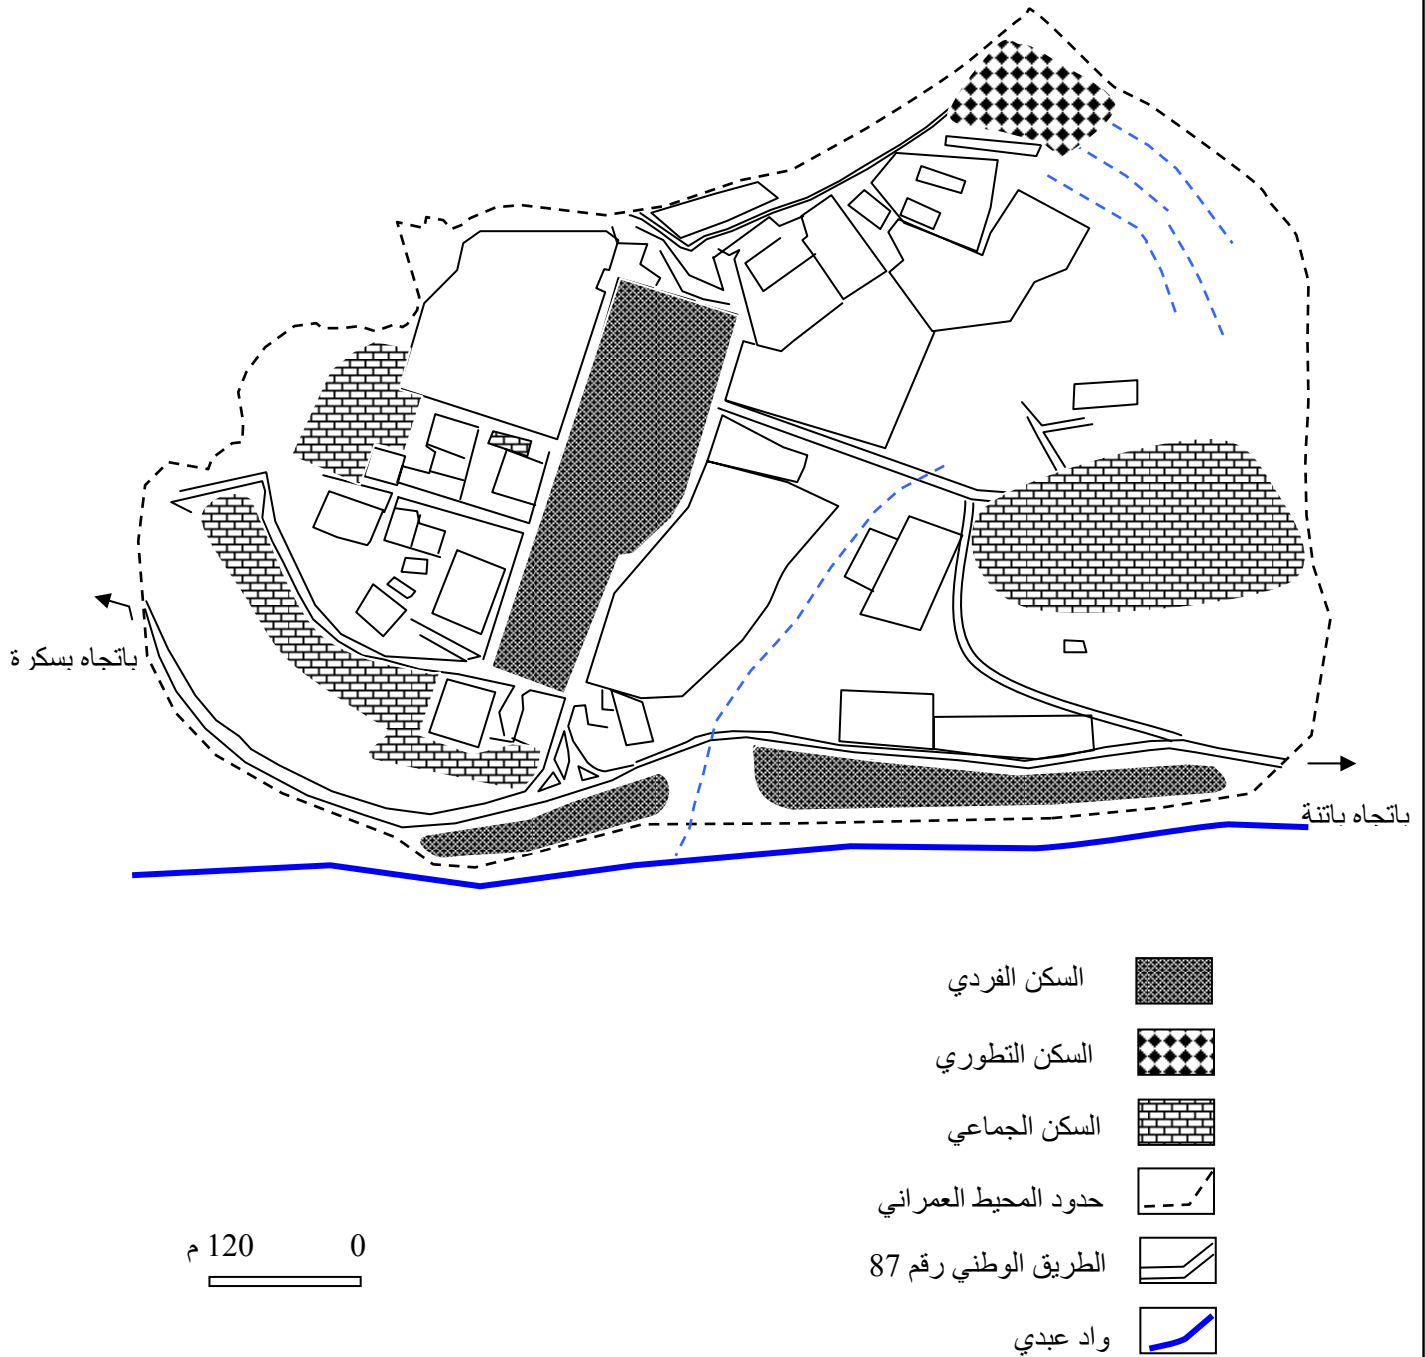 باتجاه بسكرة
باتجاه باتنة
السكن الفردي
السكن التطوري
السكن الجماعي
حدود المحيط العمراني
الطريق الوطني رقم 87
واد عبدي
0 120 م